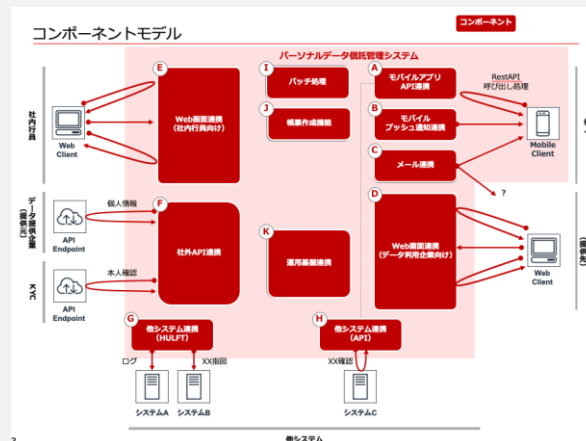 コンポーネントモデル
コンポーネント
パーソナルデータ信託管理システム
E
Web画面連携
(社内行員向け)
I
バッチ処理
J
帳票作成機能
A
モバイルアプリ
API連携
B
モバイル
プッシュ通知連携
C
メール連携
RestAPI
呼び出し処理
Mobile
Client
?
社内行員
Web
Client
データ提供企業
(提供元)
API
Endpoint
個人情報
F
社外API連携
K
運用基盤連携
D
Web画面連携
(データ利用企業向け)
Web
Client
KYC
API
Endpoint
本人確認
G
他システム連携
(HULFT)
H
他システム連携
(API)
ログ
XX指図
XX確認
システムA
システムB
システムC
他システム